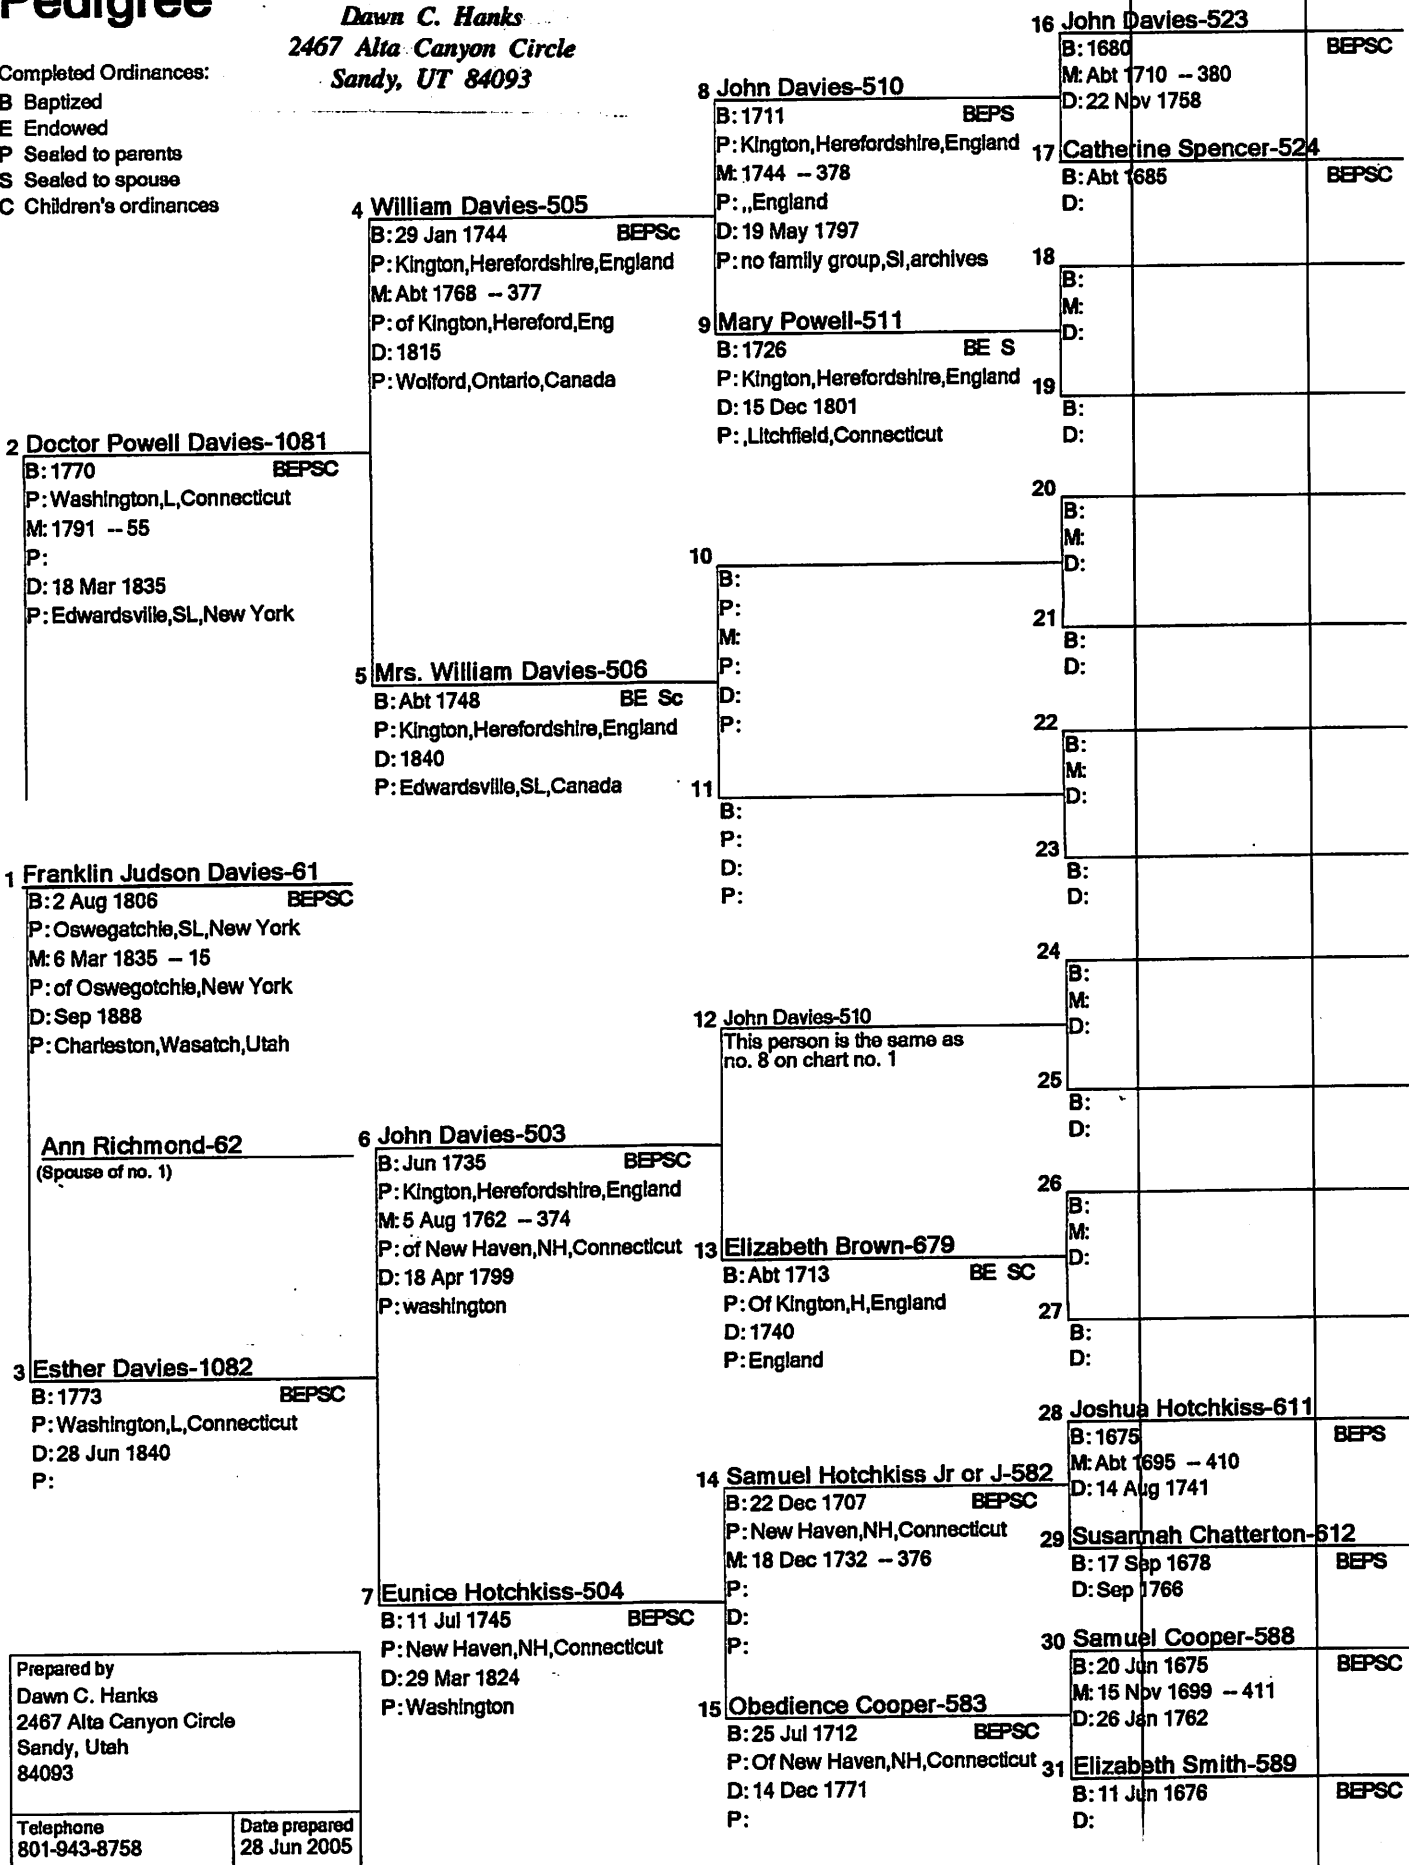 Pedigree
Dawn C. Hanks
2467 Alta Canyon Circle
Sandy, UT 84093
Completed Ordinances:
B Baptized
E Endowed
P Sealed to parents
S Sealed to spouse
C Children's ordinances
2 Doctor Powell Davies-1081
B: 1770 BEPSC
P: Washington,L,Connecticut
M: 1791 -- 55
P:
D: 18 Mar 1835
P: Edwardsville,SL,New York
1 Franklin Judson Davies-61
B: 2 Aug 1806 BEPSC
P: Oswegatchie,SL,New York
M: 6 Mar 1835 -- 15
P: of Oswegotchie,New York
D: Sep 1888
P: Charleston,Wasatch,Utah
Ann Richmond-62
(Spouse of no. 1)
3 Esther Davies-1082
B: 1773 BEPSC
P: Washington,L,Connecticut
D: 28 Jun 1840
P:
4 William Davies-505
B: 29 Jan 1744 BEPSc
P: Kington,Herefordshire,England
M: Abt 1768 -- 377
P: of Kington,Hereford,Eng
D: 1815
P: Wolford,Ontario,Canada
5 Mrs. William Davies-506
B: Abt 1748 BE Sc
P: Kington,Herefordshire,England
D: 1840
P: Edwardsville,SL,Canada
6 John Davies-503
B: Jun 1735 BEPSC
P: Kington,Herefordshire,England
M: 5 Aug 1762 -- 374
P: of New Haven,NH,Connecticut
D: 18 Apr 1799
P: washington
7 Eunice Hotchkiss-504
B: 11 Jul 1745 BEPSC
P: New Haven,NH,Connecticut
D: 29 Mar 1824
P: Washington
8 John Davies-510
B: 1711 BEPS
P: Kington,Herefordshire,England
M: 1744 -- 378
P: ,,England
D: 19 May 1797
P: no family group,Sl,archives
9 Mary Powell-511
B: 1726 BE S
P: Kington,Herefordshire,England
D: 15 Dec 1801
P: ,Litchfield,Connecticut
10
B:
P:
M:
P:
D:
P:
11
B:
P:
D:
P:
12 John Davies-510
This person is the same as
no. 8 on chart no. 1
13 Elizabeth Brown-679
B: Abt 1713 BE SC
P: Of Kington,H,England
D: 1740
P: England
14 Samuel Hotchkiss Jr or J-582
B: 22 Dec 1707 BEPSC
P: New Haven,NH,Connecticut
M: 18 Dec 1732 -- 376
P:
D:
P:
15 Obedience Cooper-583
B: 25 Jul 1712 BEPSC
P: Of New Haven,NH,Connecticut
D: 14 Dec 1771
P:
16 John Davies-523
B: 1680 BEPSC
M: Abt 1710 -- 380
D: 22 Nov 1758
17 Catherine Spencer-524
B: Abt 1685 BEPSC
D:
18
B:
M:
D:
19
B:
D:
20
B:
M:
D:
21
B:
D:
22
B:
M:
D:
23
B:
D:
24
B:
M:
D:
25
B:
D:
26
B:
M:
D:
27
B:
D:
28 Joshua Hotchkiss-611
B: 1675 BEPS
M: Abt 1695 -- 410
D: 14 Aug 1741
29 Susannah Chatterton-612
B: 17 Sep 1678 BEPS
D: Sep 1766
30 Samuel Cooper-588
B: 20 Jun 1675 BEPSC
M: 15 Nov 1699 -- 411
D: 26 Jan 1762
31 Elizabeth Smith-589
B: 11 Jun 1676 BEPSC
D:
Prepared by
Dawn C. Hanks
2467 Alta Canyon Circle
Sandy, Utah
84093
Telephone
801-943-8758
Date prepared
28 Jun 2005